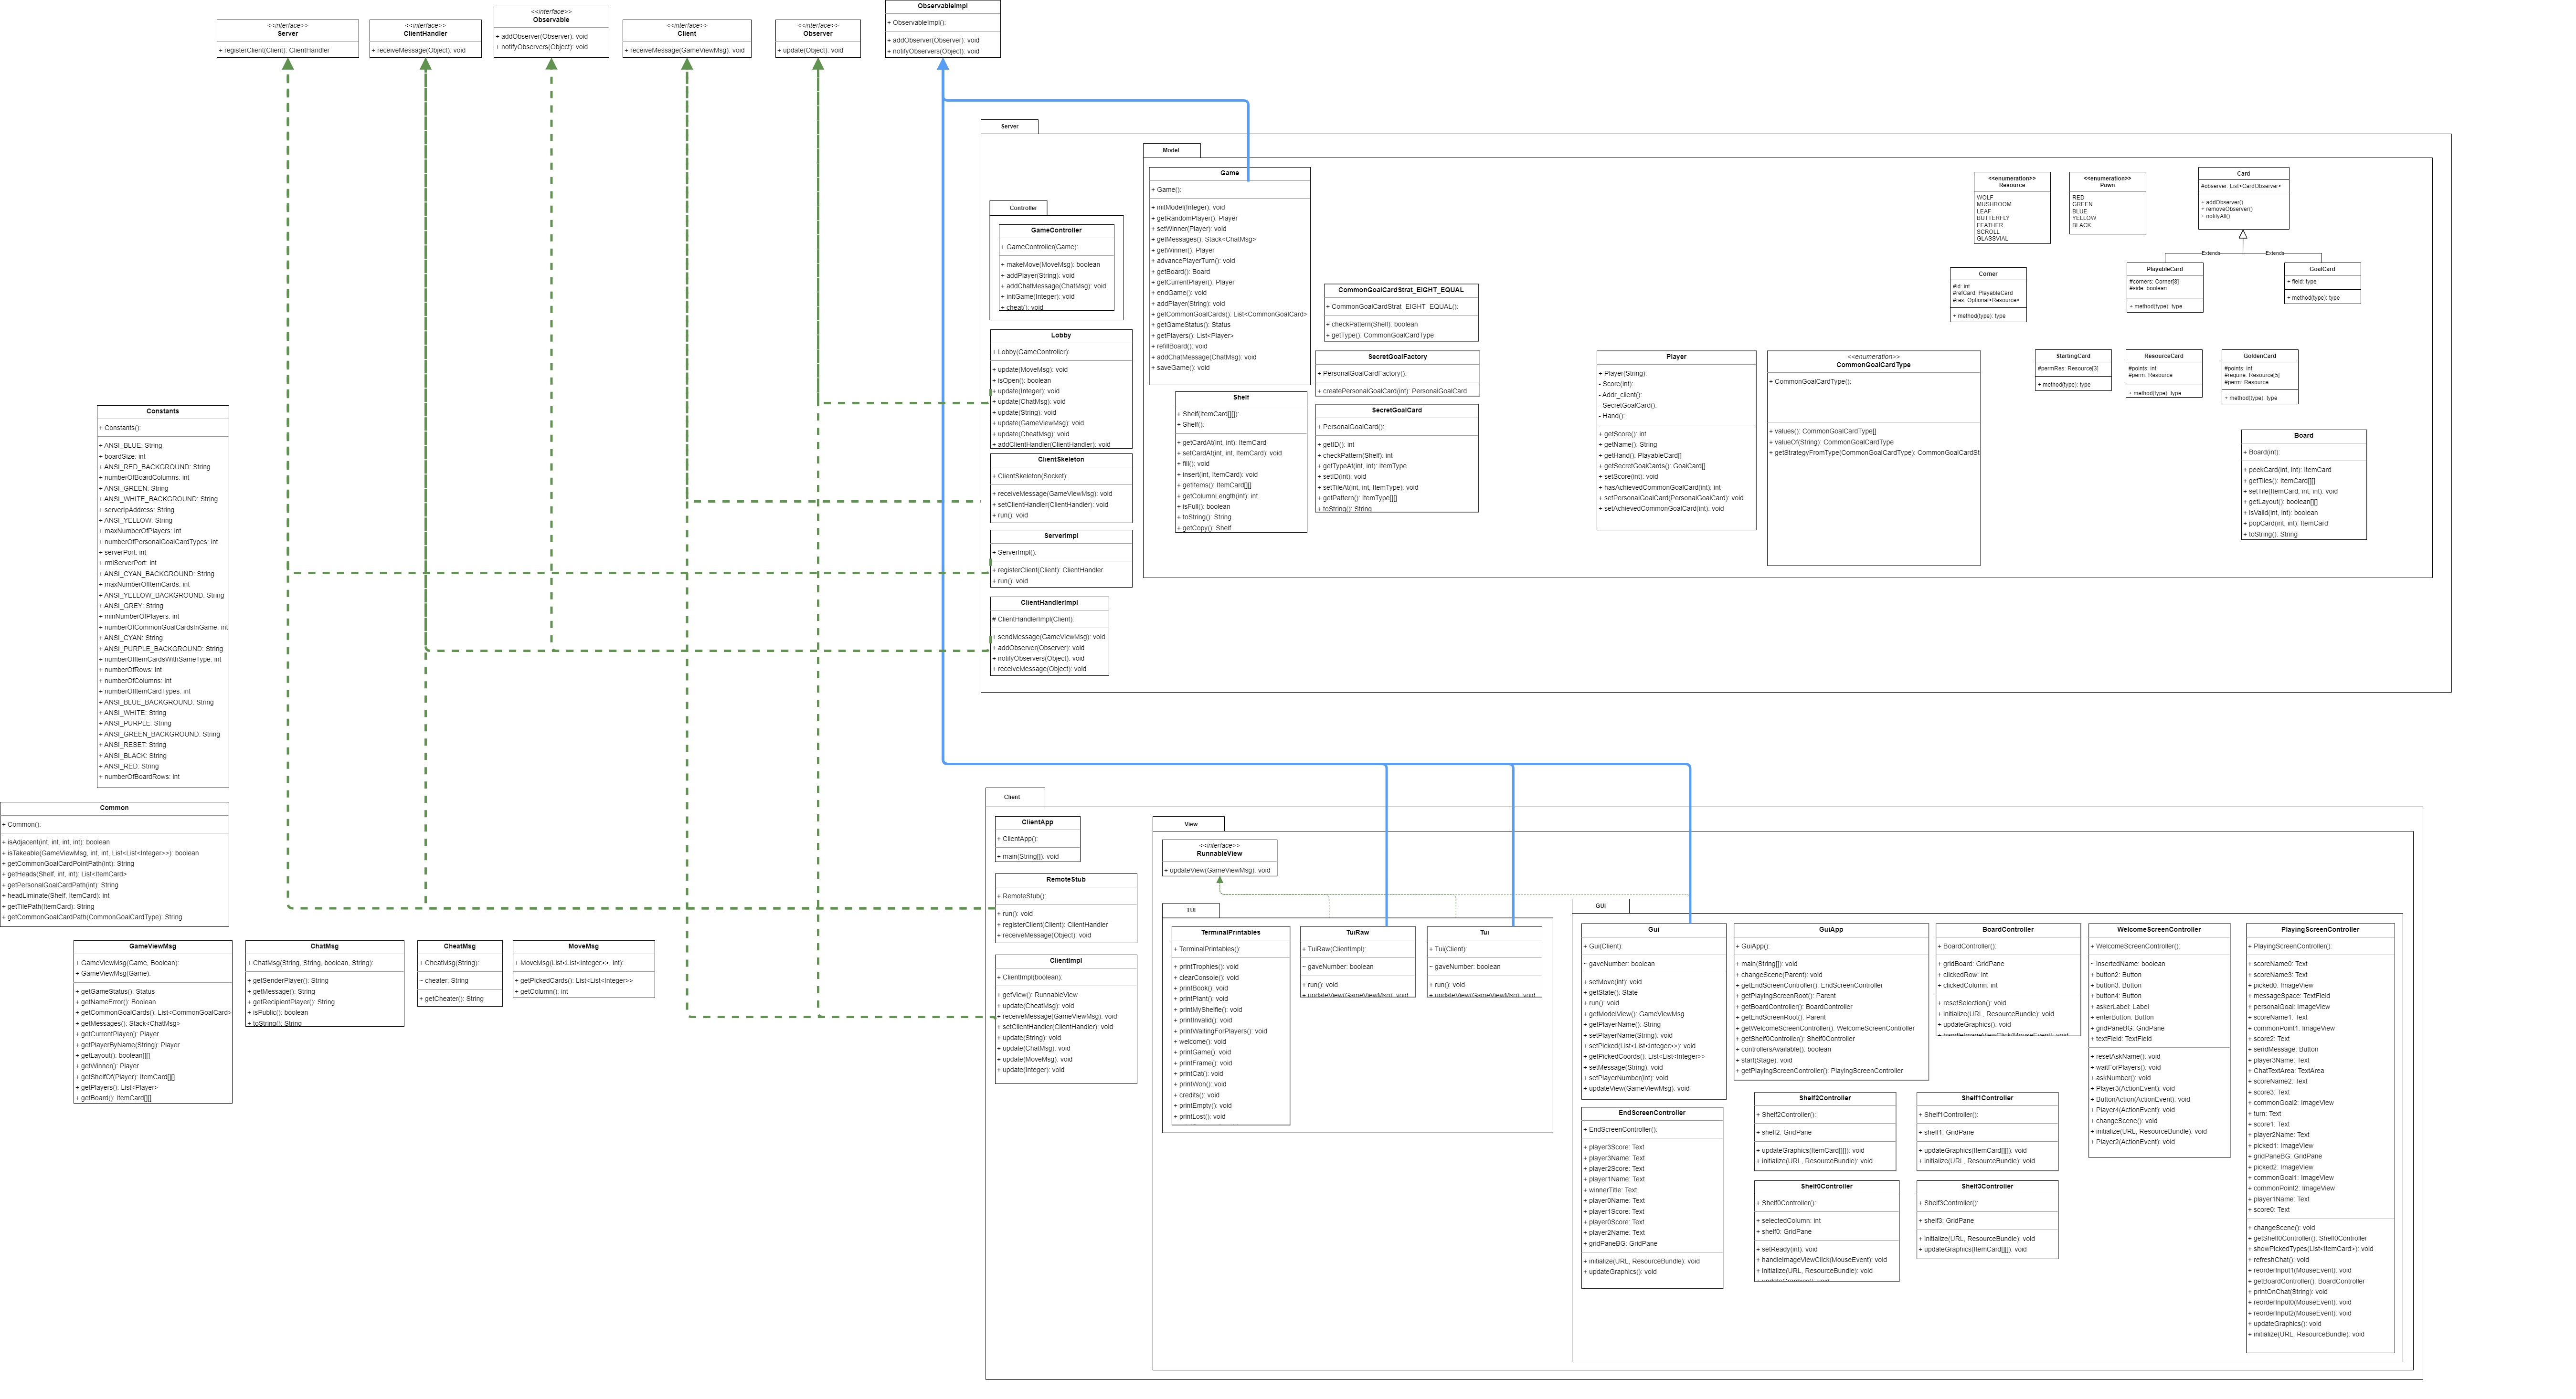 <<interface>>
Server
+ registerClient(Client): ClientHandler
<<interface>>
ClientHandler
+ receiveMessage(Object): void
<<interface>>
Observable
+ addObserver(Observer): void
+ notifyObservers(Object): void
<<interface>>
Client
+ receiveMessage(GameViewMsg): void
<<interface>>
Observer
+ update(Object): void
ObservableImpl
+ ObservableImpl():
+ addObserver(Observer): void
+ notifyObservers(Object): void
Server
Model
Controller
GameController
+ GameController(Game):
+ makeMove(MoveMsg): boolean
+ addPlayer(String): void
+ addChatMessage(ChatMsg): void
+ initGame(Integer): void
+ cheat(): void
Lobby
+ Lobby(GameController):
+ update(MoveMsg): void
+ isOpen(): boolean
+ update(Integer): void
+ update(ChatMsg): void
+ update(String): void
+ update(GameViewMsg): void
+ update(CheatMsg): void
+ addClientHandler(ClientHandler): void
ClientSkeleton
+ ClientSkeleton(Socket):
+ receiveMessage(GameViewMsg): void
+ setClientHandler(ClientHandler): void
+ run(): void
ServerImpl
+ ServerImpl():
+ registerClient(Client): ClientHandler
+ run(): void
ClientHandlerImpl
# ClientHandlerImpl(Client):
+ sendMessage(GameViewMsg): void
+ addObserver(Observer): void
+ notifyObservers(Object): void
+ receiveMessage(Object): void
Game
+ Game():
+ initModel(Integer): void
+ getRandomPlayer(): Player
+ setWinner(Player): void
+ getMessages(): Stack<ChatMsg>
+ getWinner(): Player
+ advancePlayerTurn(): void
+ getBoard(): Board
+ getCurrentPlayer(): Player
+ endGame(): void
+ addPlayer(String): void
+ getCommonGoalCards(): List<CommonGoalCard>
+ getGameStatus(): Status
+ getPlayers(): List<Player>
+ refillBoard(): void
+ addChatMessage(ChatMsg): void
+ saveGame(): void
Shelf
+ Shelf(ItemCard[][]):
+ Shelf():
+ getCardAt(int, int): ItemCard
+ setCardAt(int, int, ItemCard): void
+ fill(): void
+ insert(int, ItemCard): void
+ getItems(): ItemCard[][]
+ getColumnLength(int): int
+ isFull(): boolean
+ toString(): String
+ getCopy(): Shelf
CommonGoalCardStrat_EIGHT_EQUAL
+ CommonGoalCardStrat_EIGHT_EQUAL():
+ checkPattern(Shelf): boolean
+ getType(): CommonGoalCardType
SecretGoalFactory
+ PersonalGoalCardFactory():
+ createPersonalGoalCard(int): PersonalGoalCard
SecretGoalCard
+ PersonalGoalCard():
+ getID(): int
+ checkPattern(Shelf): int
+ getTypeAt(int, int): ItemType
+ setID(int): void
+ setTileAt(int, int, ItemType): void
+ getPattern(): ItemType[][]
+ toString(): String
Player
+ Player(String):
- Score(int):
- Addr_client():
- SecretGoalCard():
- Hand():
+ getScore(): int
+ getName(): String
+ getHand(): PlayableCard[]
+ getSecretGoalCards(): GoalCard[]
+ setScore(int): void
+ hasAchievedCommonGoalCard(int): int
+ setPersonalGoalCard(PersonalGoalCard): void
+ setAchievedCommonGoalCard(int): void
<<enumeration>>
CommonGoalCardType
+ CommonGoalCardType():
+ values(): CommonGoalCardType[]
+ valueOf(String): CommonGoalCardType
+ getStrategyFromType(CommonGoalCardType): CommonGoalCardSt
<<enumeration>>
Resource
WOLF
MUSHROOM
LEAF
BUTTERFLY
FEATHER
SCROLL
GLASSVIAL
<<enumeration>>
Pawn
RED
GREEN
BLUE
YELLOW
BLACK
Card
#observer: List<CardObserver>
+ addObserver()
+ removeObserver()
+ notifyAll()
Extends
Extends
Corner
#id: int
#refCard: PlayableCard
#res: Optional<Resource>
+ method(type): type
PlayableCard
#corners: Corner[8]
#side: boolean
+ method(type): type
GoalCard
+ field: type
+ method(type): type
StartingCard
#permRes: Resource[3]
+ method(type): type
ResourceCard
#points: int
#perm: Resource
+ method(type): type
GoldenCard
#points: int
#require: Resource[5]
#perm: Resource
+ method(type): type
Board
+ Board(int):
+ peekCard(int, int): ItemCard
+ getTiles(): ItemCard[][]
+ setTile(ItemCard, int, int): void
+ getLayout(): boolean[][]
+ isValid(int, int): boolean
+ popCard(int, int): ItemCard
+ toString(): String
Constants
+ Constants():
+ ANSI_BLUE: String
+ boardSize: int
+ ANSI_RED_BACKGROUND: String
+ numberOfBoardColumns: int
+ ANSI_GREEN: String
+ ANSI_WHITE_BACKGROUND: String
+ serverIpAddress: String
+ ANSI_YELLOW: String
+ maxNumberOfPlayers: int
+ numberOfPersonalGoalCardTypes: int
+ serverPort: int
+ rmiServerPort: int
+ ANSI_CYAN_BACKGROUND: String
+ maxNumberOfItemCards: int
+ ANSI_YELLOW_BACKGROUND: String
+ ANSI_GREY: String
+ minNumberOfPlayers: int
+ numberOfCommonGoalCardsInGame: int
+ ANSI_CYAN: String
+ ANSI_PURPLE_BACKGROUND: String
+ numberOfItemCardsWithSameType: int
+ numberOfRows: int
+ numberOfColumns: int
+ numberOfItemCardTypes: int
+ ANSI_BLUE_BACKGROUND: String
+ ANSI_WHITE: String
+ ANSI_PURPLE: String
+ ANSI_GREEN_BACKGROUND: String
+ ANSI_RESET: String
+ ANSI_BLACK: String
+ ANSI_RED: String
+ numberOfBoardRows: int
Common
+ Common():
+ isAdjacent(int, int, int, int): boolean
+ isTakeable(GameViewMsg, int, int, List<List<Integer>>): boolean
+ getCommonGoalCardPointPath(int): String
+ getHeads(Shelf, int, int): List<ItemCard>
+ getPersonalGoalCardPath(int): String
+ headLiminate(Shelf, ItemCard): int
+ getTilePath(ItemCard): String
+ getCommonGoalCardPath(CommonGoalCardType): String
GameViewMsg
+ GameViewMsg(Game, Boolean):
+ GameViewMsg(Game):
+ getGameStatus(): Status
+ getNameError(): Boolean
+ getCommonGoalCards(): List<CommonGoalCard>
+ getMessages(): Stack<ChatMsg>
+ getCurrentPlayer(): Player
+ getPlayerByName(String): Player
+ getLayout(): boolean[][]
+ getWinner(): Player
+ getShelfOf(Player): ItemCard[][]
+ getPlayers(): List<Player>
+ getBoard(): ItemCard[][]
ChatMsg
+ ChatMsg(String, String, boolean, String):
+ getSenderPlayer(): String
+ getMessage(): String
+ getRecipientPlayer(): String
+ isPublic(): boolean
+ toString(): String
CheatMsg
+ CheatMsg(String):
~ cheater: String
+ getCheater(): String
MoveMsg
+ MoveMsg(List<List<Integer>>, int):
+ getPickedCards(): List<List<Integer>>
+ getColumn(): int
Client
ClientApp
+ ClientApp():
+ main(String[]): void
RemoteStub
+ RemoteStub():
+ run(): void
+ registerClient(Client): ClientHandler
+ receiveMessage(Object): void
ClientImpl
+ ClientImpl(boolean):
+ getView(): RunnableView
+ update(CheatMsg): void
+ receiveMessage(GameViewMsg): void
+ setClientHandler(ClientHandler): void
+ update(String): void
+ update(ChatMsg): void
+ update(MoveMsg): void
+ update(Integer): void
View
<<interface>>
RunnableView
+ updateView(GameViewMsg): void
TUI
TerminalPrintables
+ TerminalPrintables():
+ printTrophies(): void
+ clearConsole(): void
+ printBook(): void
+ printPlant(): void
+ printMyShelfie(): void
+ printInvalid(): void
+ printWaitingForPlayers(): void
+ welcome(): void
+ printGame(): void
+ printFrame(): void
+ printCat(): void
+ printWon(): void
+ credits(): void
+ printEmpty(): void
+ printLost(): void
TuiRaw
+ TuiRaw(ClientImpl):
~ gaveNumber: boolean
+ run(): void
+ updateView(GameViewMsg): void
Tui
+ Tui(Client):
~ gaveNumber: boolean
+ run(): void
+ updateView(GameViewMsg): void
GUI
Gui
+ Gui(Client):
~ gaveNumber: boolean
+ setMove(int): void
+ getState(): State
+ run(): void
+ getModelView(): GameViewMsg
+ getPlayerName(): String
+ setPlayerName(String): void
+ setPicked(List<List<Integer>>): void
+ getPickedCoords(): List<List<Integer>>
+ setMessage(String): void
+ setPlayerNumber(int): void
+ updateView(GameViewMsg): void
GuiApp
+ GuiApp():
+ main(String[]): void
+ changeScene(Parent): void
+ getEndScreenController(): EndScreenController
+ getPlayingScreenRoot(): Parent
+ getBoardController(): BoardController
+ getEndScreenRoot(): Parent
+ getWelcomeScreenController(): WelcomeScreenController
+ getShelf0Controller(): Shelf0Controller
+ controllersAvailable(): boolean
+ start(Stage): void
+ getPlayingScreenController(): PlayingScreenController
BoardController
+ BoardController():
+ gridBoard: GridPane
+ clickedRow: int
+ clickedColumn: int
+ resetSelection(): void
+ initialize(URL, ResourceBundle): void
+ updateGraphics(): void
+ handleImageViewClick(MouseEvent): void
WelcomeScreenController
+ WelcomeScreenController():
~ insertedName: boolean
+ button2: Button
+ button3: Button
+ button4: Button
+ askerLabel: Label
+ enterButton: Button
+ gridPaneBG: GridPane
+ textField: TextField
+ resetAskName(): void
+ waitForPlayers(): void
+ askNumber(): void
+ Player3(ActionEvent): void
+ ButtonAction(ActionEvent): void
+ Player4(ActionEvent): void
+ changeScene(): void
+ initialize(URL, ResourceBundle): void
+ Player2(ActionEvent): void
PlayingScreenController
+ PlayingScreenController():
+ scoreName0: Text
+ scoreName3: Text
+ picked0: ImageView
+ messageSpace: TextField
+ personalGoal: ImageView
+ scoreName1: Text
+ commonPoint1: ImageView
+ score2: Text
+ sendMessage: Button
+ player3Name: Text
+ ChatTextArea: TextArea
+ scoreName2: Text
+ score3: Text
+ commonGoal2: ImageView
+ turn: Text
+ score1: Text
+ player2Name: Text
+ picked1: ImageView
+ gridPaneBG: GridPane
+ picked2: ImageView
+ commonGoal1: ImageView
+ commonPoint2: ImageView
+ player1Name: Text
+ score0: Text
+ changeScene(): void
+ getShelf0Controller(): Shelf0Controller
+ showPickedTypes(List<ItemCard>): void
+ refreshChat(): void
+ reorderInput1(MouseEvent): void
+ getBoardController(): BoardController
+ printOnChat(String): void
+ reorderInput0(MouseEvent): void
+ reorderInput2(MouseEvent): void
+ updateGraphics(): void
+ initialize(URL, ResourceBundle): void
EndScreenController
+ EndScreenController():
+ player3Score: Text
+ player3Name: Text
+ player2Score: Text
+ player1Name: Text
+ winnerTitle: Text
+ player0Name: Text
+ player1Score: Text
+ player0Score: Text
+ player2Name: Text
+ gridPaneBG: GridPane
+ initialize(URL, ResourceBundle): void
+ updateGraphics(): void
Shelf2Controller
+ Shelf2Controller():
+ shelf2: GridPane
+ updateGraphics(ItemCard[][]): void
+ initialize(URL, ResourceBundle): void
Shelf1Controller
+ Shelf1Controller():
+ shelf1: GridPane
+ updateGraphics(ItemCard[][]): void
+ initialize(URL, ResourceBundle): void
Shelf0Controller
+ Shelf0Controller():
+ selectedColumn: int
+ shelf0: GridPane
+ setReady(int): void
+ handleImageViewClick(MouseEvent): void
+ initialize(URL, ResourceBundle): void
+ updateGraphics(): void
Shelf3Controller
+ Shelf3Controller():
+ shelf3: GridPane
+ initialize(URL, ResourceBundle): void
+ updateGraphics(ItemCard[][]): void